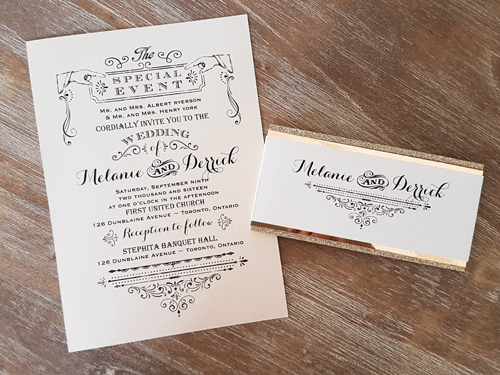 The
SPECIAL
EVENT
MR. AND MRS. ALBERT RYERSON
& MR. AND MRS. HENRY YORK
CORDIALLY INVITE YOU TO THE
WEDDING
of
Melanie AND Derrick
SATURDAY, SEPTEMBER NINTH
TWO THOUSAND AND SIXTEEN
AT ONE O'CLOCK IN THE AFTERNOON
FIRST UNITED CHURCH
126 DUNBLAINE AVENUE ~ TORONTO, ONTARIO
Reception to follow
STEPHITA BANQUET HALL
126 DUNBLAINE AVENUE ~ TORONTO, ONTARIO
Melanie AND Derrick